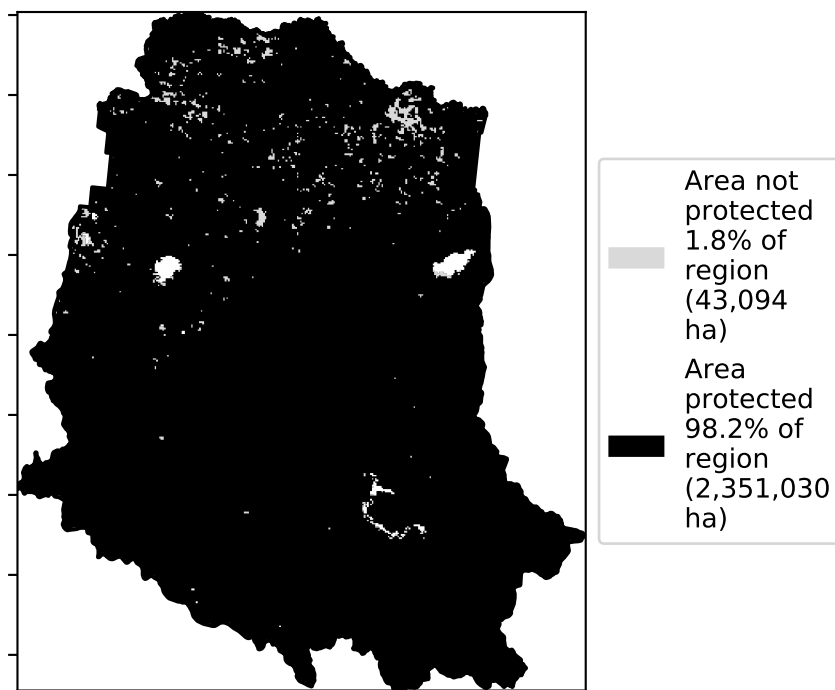 Area not
protected
1.8% of
region
(43,094
ha)
Area
protected
98.2% of
region
(2,351,030
ha)